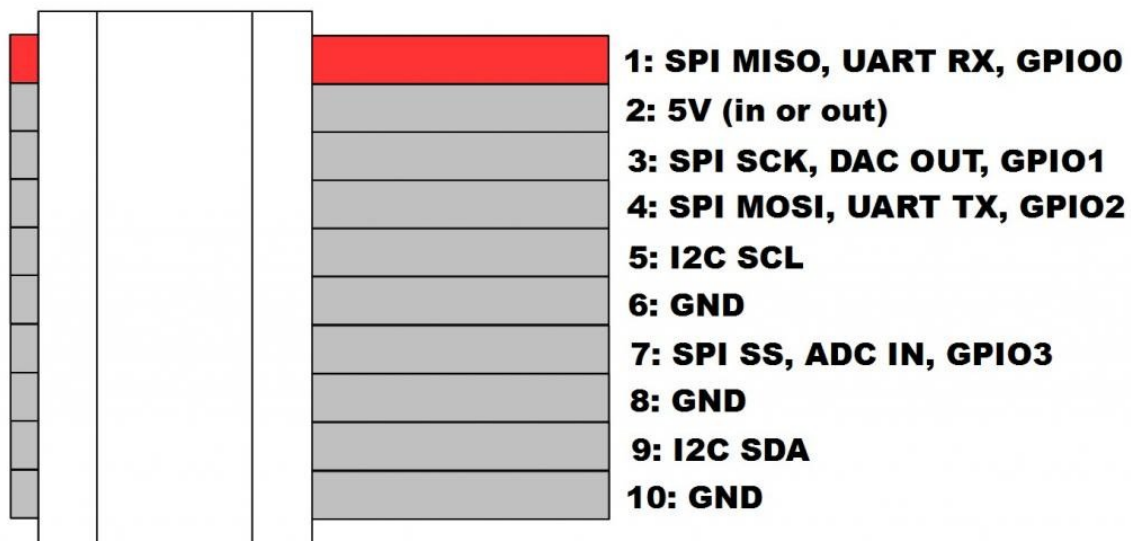 1: SPI MISO, UART RX, GPIO0
2: 5V (in or out)
3: SPI SCK, DAC OUT, GPIO1
4: SPI MOSI, UART TX, GPIO2
5: I2C SCL
6: GND
7: SPI SS, ADC IN, GPIO3
8: GND
9: I2C SDA
10: GND